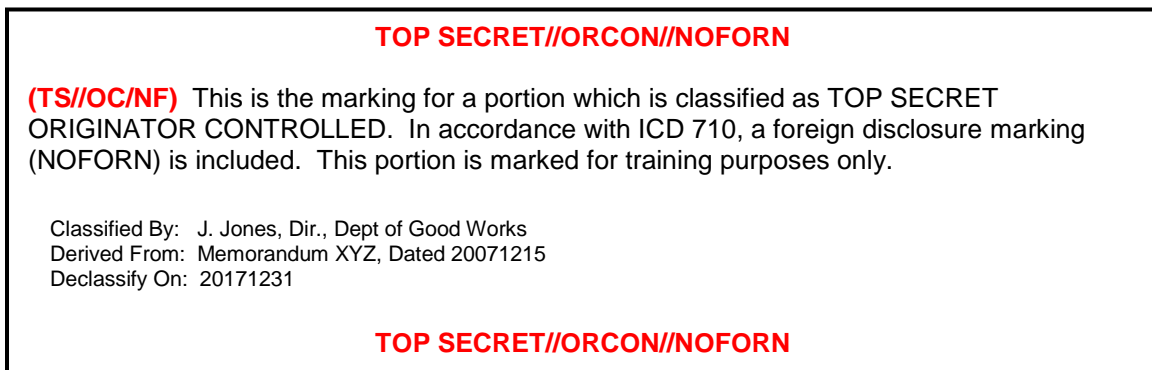 TOP SECRET//ORCON//NOFORN
(TS//OC/NF) This is the marking for a portion which is classified as TOP SECRET
ORIGINATOR CONTROLLED. In accordance with ICD 710, a foreign disclosure marking
(NOFORN) is included. This portion is marked for training purposes only.
Classified By: J. Jones, Dir., Dept of Good Works
Derived From: Memorandum XYZ, Dated 20071215
Declassify On: 20171231
TOP SECRET//ORCON//NOFORN